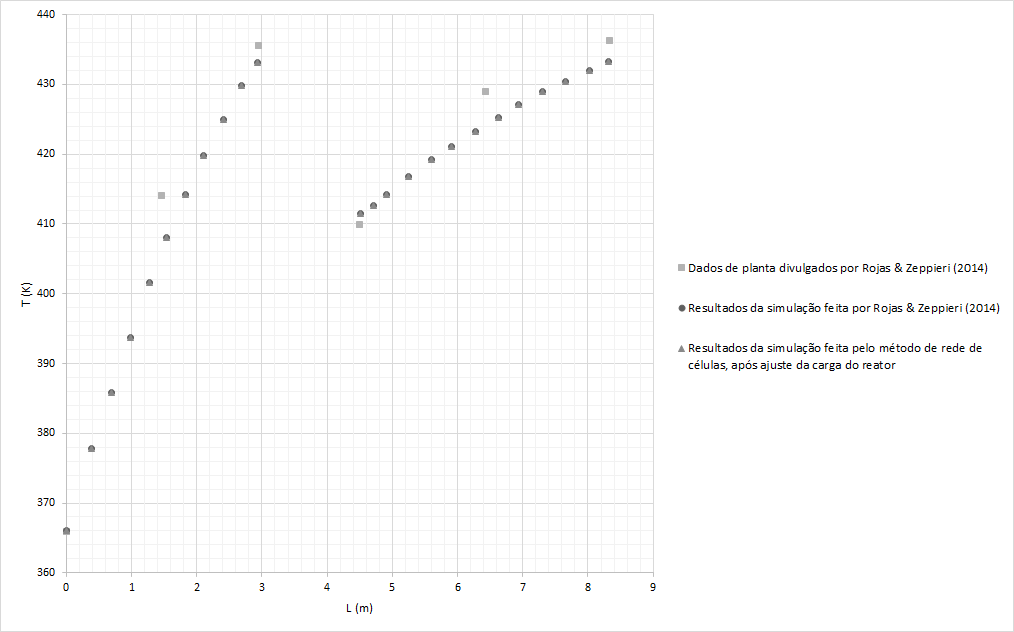 440
430
420
410
400
390
380
370
360
T (K)
0 1 2 3 4 5 6 7 8 9
L (m)
Dados de planta divulgados por Rojas & Zeppieri (2014)
Resultados da simulação feita por Rojas & Zeppieri (2014)
Resultados da simulação feita pelo método de rede de
células, após ajuste da carga do reator